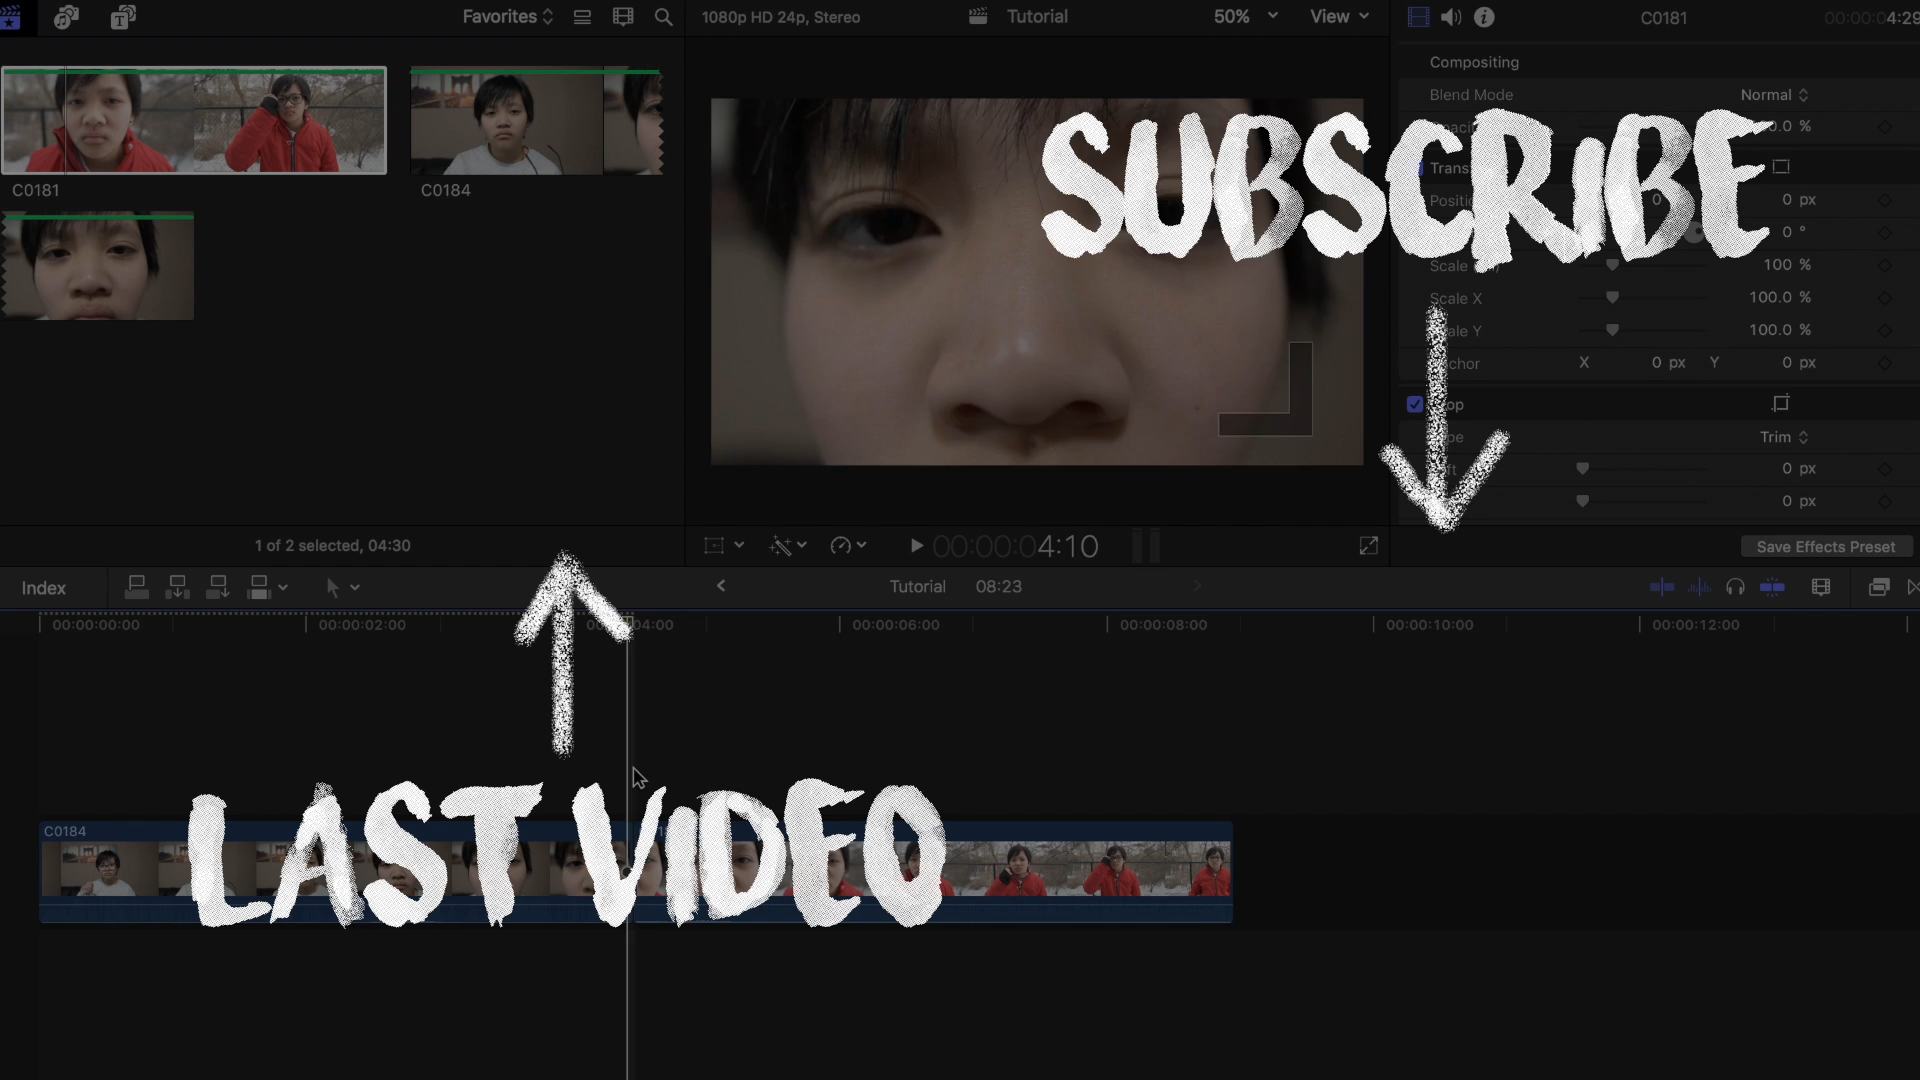 Favorites
1080p HD 24p, Stereo
Tutorial
50%
View
C0181
4:29
Compositing
Blend Mode
Normal
SUBSCRIBE
0 px
0 °
Scale
100 %
Scale X
100.0 %
100.0 %
X
0 px
Y
0 px
Trim
0 px
0 px
C0181
C0184
1 of 2 selected, 04:30
00:00:04:10
Save Effects Preset
Index
Tutorial
08:23
00:00:00:00
00:00:02:00
00:00:06:00
00:00:08:00
00:00:10:00
00:00:12:00
LAST VIDEO
C0184